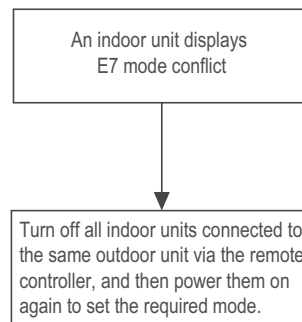 An indoor unit displays
E7 mode conflict
Turn off all indoor units connected to
the same outdoor unit via the remote
controller, and then power them on
again to set the required mode.